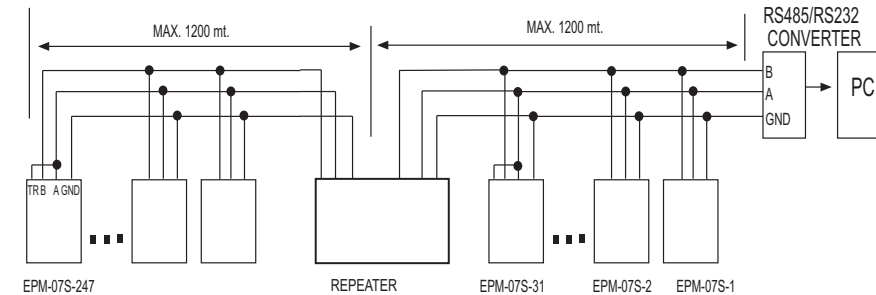 MAX. 1200 mt.
MAX. 1200 mt.
RS485/RS232
CONVERTER
B
A
GND
PC
TR B A GND
EPM-07S-247
REPEATER
EPM-07S-31
EPM-07S-2
EPM-07S-1